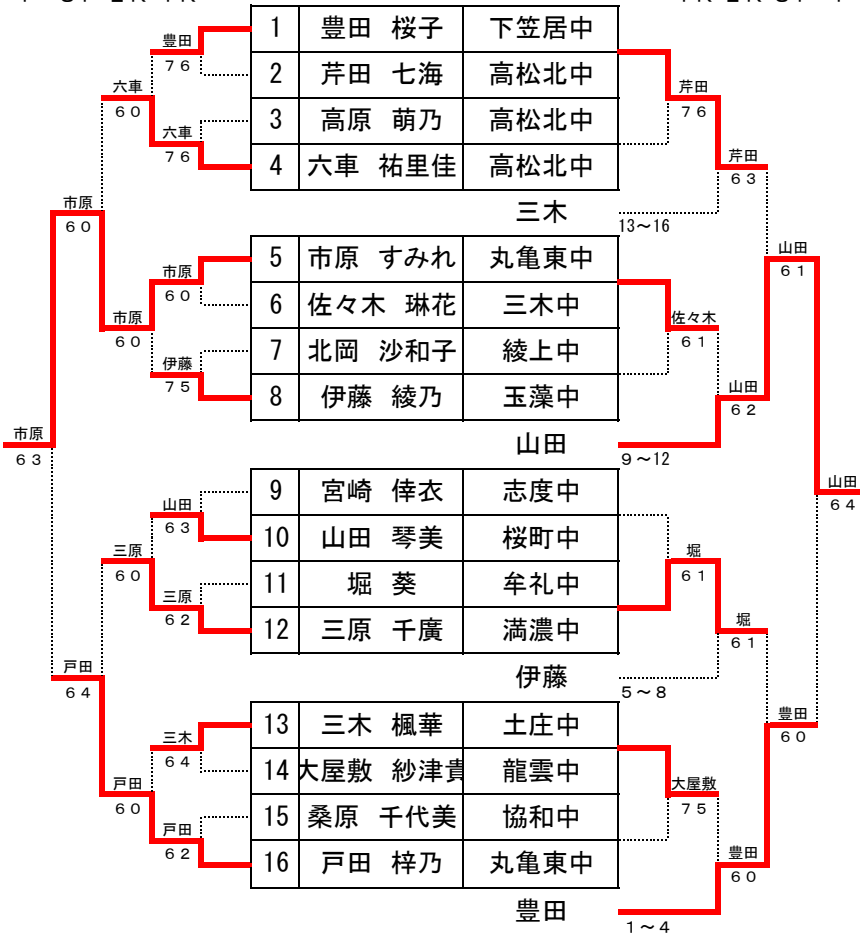 豊田
76
1 豊田 桜子 下笠居中
2 芹田 七海 高松北中
3 高原 萌乃 高松北中
4 六車 祐里佳 高松北中
六車
60
六車
76
芹田
76
芹田
63
三木
13～16
市原
60
市原
60
5 市原 すみれ 丸亀東中
6 佐々木 琳花 三木中
7 北岡 沙和子 綾上中
8 伊藤 綾乃 玉藻中
市原
60
伊藤
75
佐々木
61
山田
61
山田
62
山田
9～12
市原
63
山田
64
山田
63
9 宮崎 倖衣 志度中
10 山田 琴美 桜町中
11 堀 葵 牟礼中
12 三原 千廣 満濃中
三原
60
三原
62
堀
61
堀
61
伊藤
5～8
戸田
64
豊田
60
三木
64
13 三木 楓華 土庄中
14 大屋敷 紗津貴 龍雲中
15 桑原 千代美 協和中
16 戸田 梓乃 丸亀東中
戸田
60
戸田
62
大屋敷
75
豊田
60
豊田
1～4